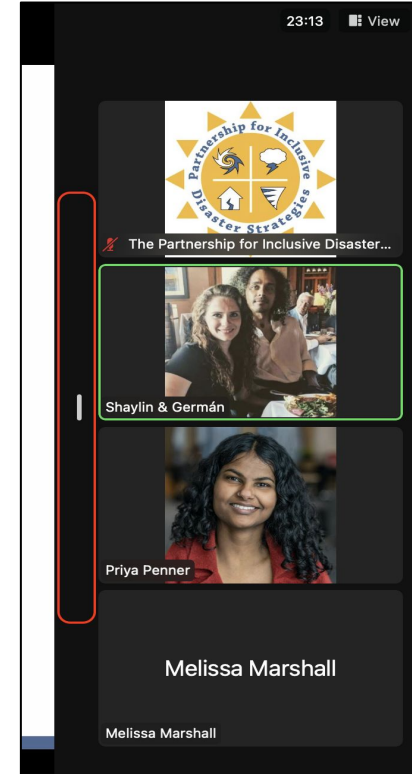 23:13 View
Partnership for Inclusive
Disaster Strategies
The Partnership for Inclusive Disaster...
Shaylin & Germán
Priya Penner
Melissa Marshall
Melissa Marshall